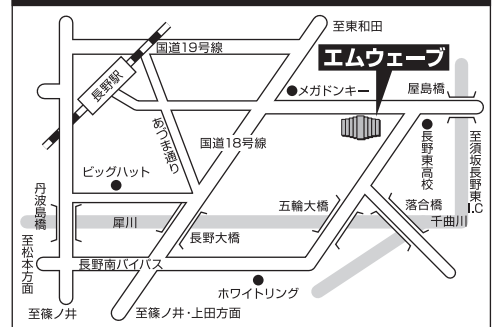 至東和田
国道19号線
エムウェーブ
長野駅
メガドンキー
屋島橋
あづま通り
国道18号線
長野東高校
至須坂長野東I.C
ビッグハット
丹波島橋
五輪大橋
落合橋
犀川
千曲川
長野大橋
至松本方面
長野南バイパス
ホワイトリング
至篠ノ井
至篠ノ井・上田方面